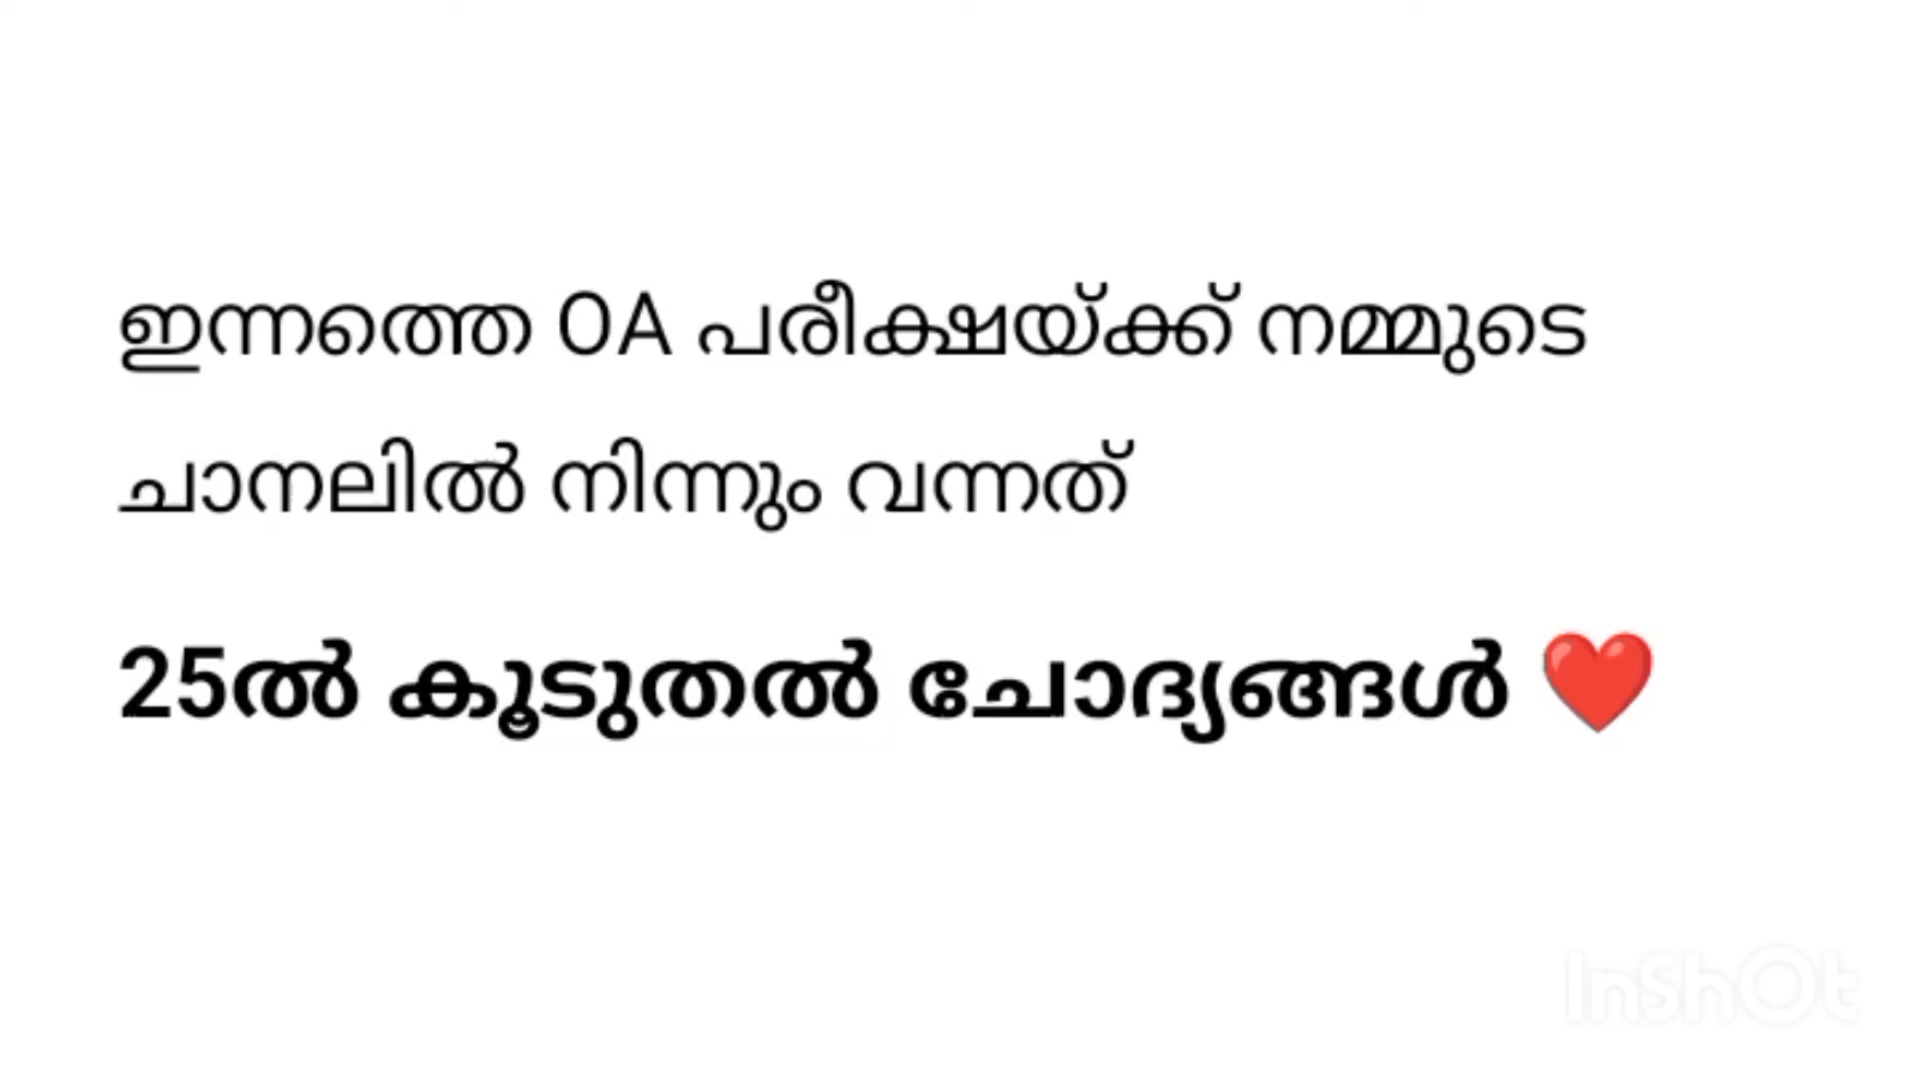 ഇന്നത്തെ OA പരീക്ഷയ്ക്ക് നമ്മുടെ
ചാനലിൽ നിന്നും വന്നത്
25ൽ കൂടുതൽ ചോദ്യങ്ങൾ ❤️
InShOt